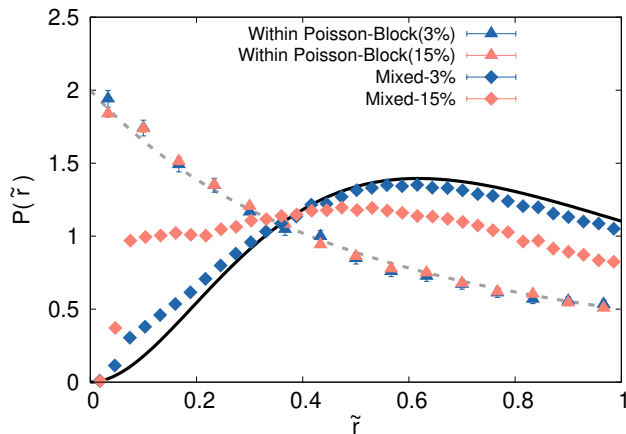 Within Poisson-Block(3%)
Within Poisson-Block(15%)
Mixed-3%
Mixed-15%
P(r̃)
2.5
2
1.5
1
0.5
0
0
0.2
0.4
0.6
0.8
1
r̃